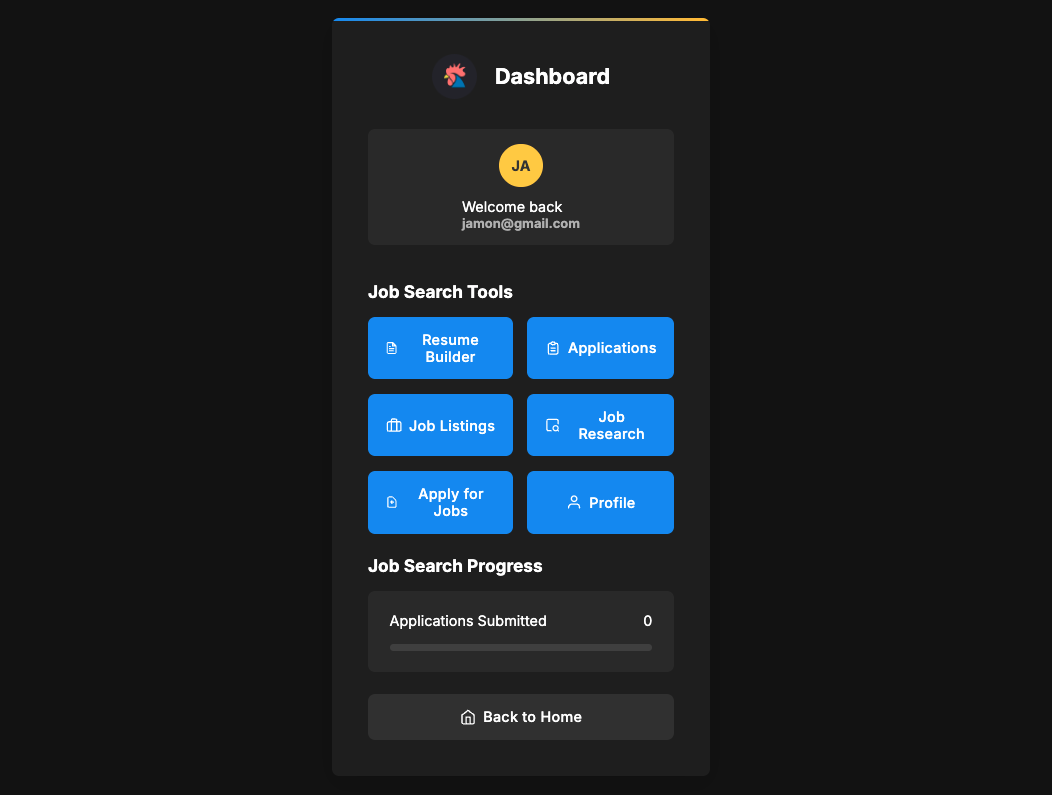 Dashboard
JA
Welcome back
jamon@gmail.com
Job Search Tools
Resume
Builder
Applications
Job Listings
Job
Research
Apply for
Jobs
Profile
Job Search Progress
Applications Submitted 0
Back to Home